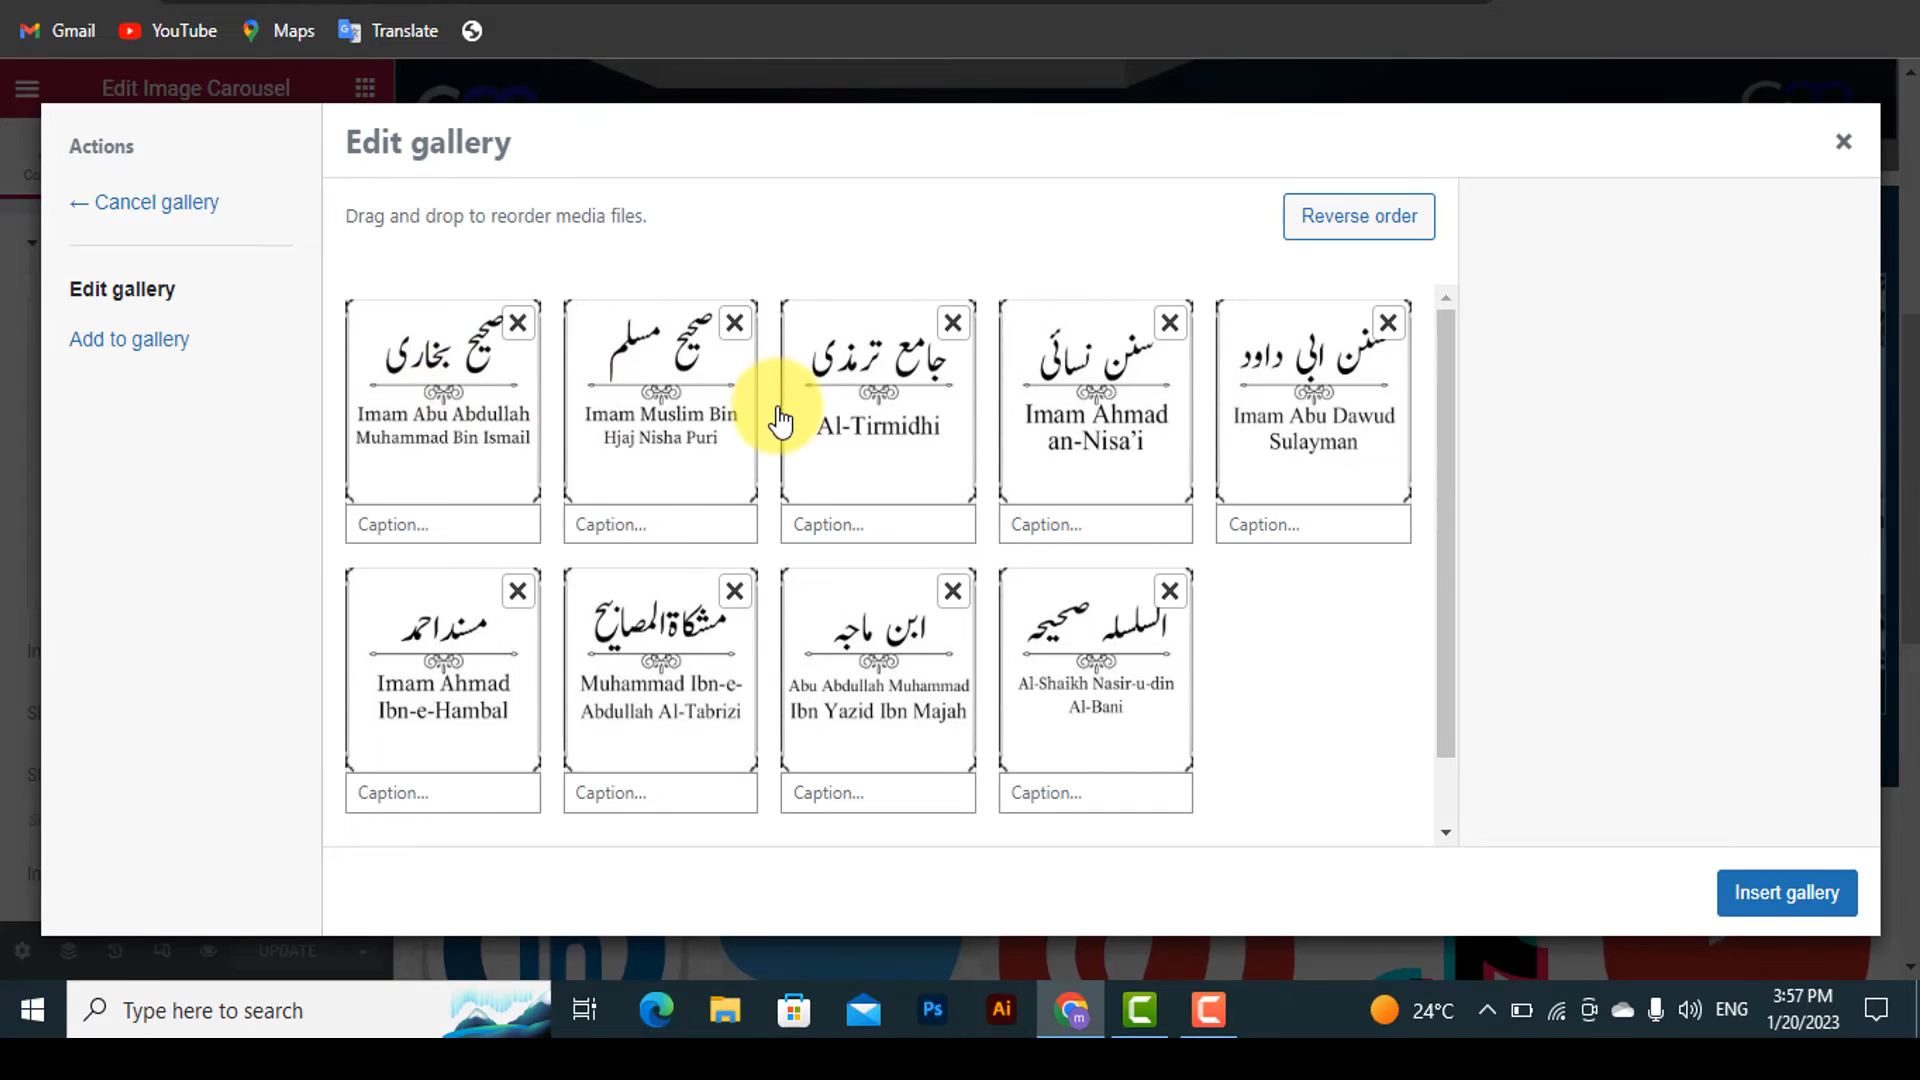 Gmail
YouTube
Maps
Translate
Edit Image Carousel
Actions
← Cancel gallery
Edit gallery
Add to gallery
Edit gallery
Drag and drop to reorder media files.
Reverse order
صحیح بخاری
Imam Abu Abdullah
Muhammad Bin Ismail
Caption...
صحیح مسلم
Imam Muslim Bin
Hjaj Nisha Puri
Caption...
جامع ترمذی
Al-Tirmidhi
Caption...
سنن نسائی
Imam Ahmad
an-Nisa’i
Caption...
سنن ابی داود
Imam Abu Dawud
Sulayman
Caption...
مسند احمد
Imam Ahmad
Ibn-e-Hambal
Caption...
مشکاۃ المصابیح
Muhammad Ibn-e-
Abdullah Al-Tabrizi
Caption...
ابن ماجہ
Abu Abdullah Muhammad
Ibn Yazid Ibn Majah
Caption...
السلسلہ صحیحہ
Al-Shaikh Nasir-u-din
Al-Bani
Caption...
Insert gallery
UPDATE
Type here to search
Ps
Ai
24°C
ENG
3:57 PM
1/20/2023